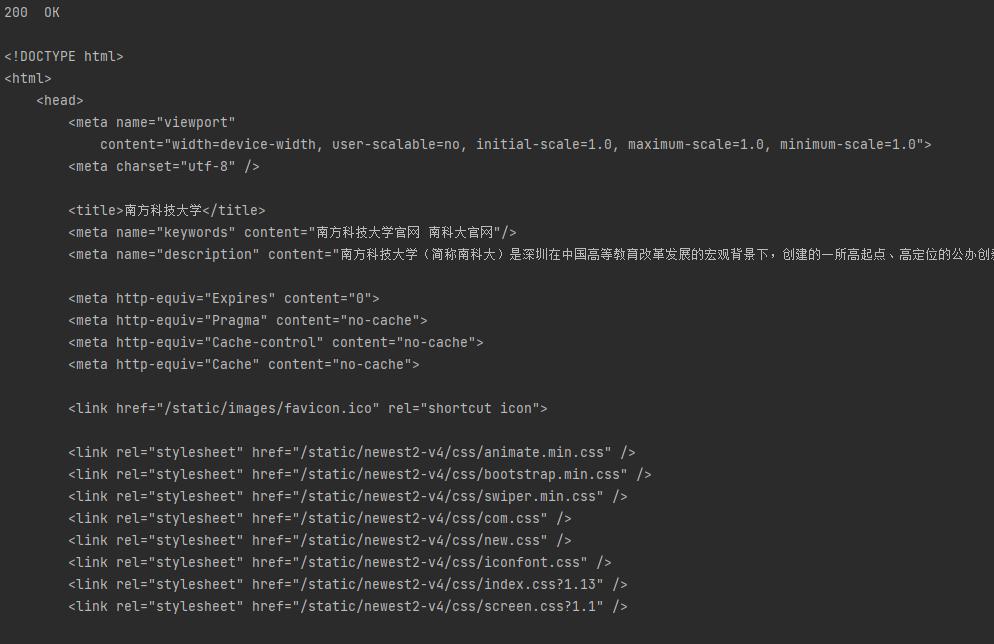 200  OK
<!DOCTYPE html>
<html>
    <head>
        <meta name="viewport"
            content="width=device-width, user-scalable=no, initial-scale=1.0, maximum-scale=1.0, minimum-scale=1.0">
        <meta charset="utf-8" />
        <title>南方科技大学</title>
        <meta name="keywords" content="南方科技大学官网 南科大官网"/>
        <meta name="description" content="南方科技大学（简称南科大）是深圳在中国高等教育改革发展的宏观背景下，创建的一所高起点、高定位的公办创
        <meta http-equiv="Expires" content="0">
        <meta http-equiv="Pragma" content="no-cache">
        <meta http-equiv="Cache-control" content="no-cache">
        <meta http-equiv="Cache" content="no-cache">
        <link href="/static/images/favicon.ico" rel="shortcut icon">
        <link rel="stylesheet" href="/static/newest2-v4/css/animate.min.css" />
        <link rel="stylesheet" href="/static/newest2-v4/css/bootstrap.min.css" />
        <link rel="stylesheet" href="/static/newest2-v4/css/swiper.min.css" />
        <link rel="stylesheet" href="/static/newest2-v4/css/com.css" />
        <link rel="stylesheet" href="/static/newest2-v4/css/new.css" />
        <link rel="stylesheet" href="/static/newest2-v4/css/iconfont.css" />
        <link rel="stylesheet" href="/static/newest2-v4/css/index.css?1.13" />
        <link rel="stylesheet" href="/static/newest2-v4/css/screen.css?1.1" />